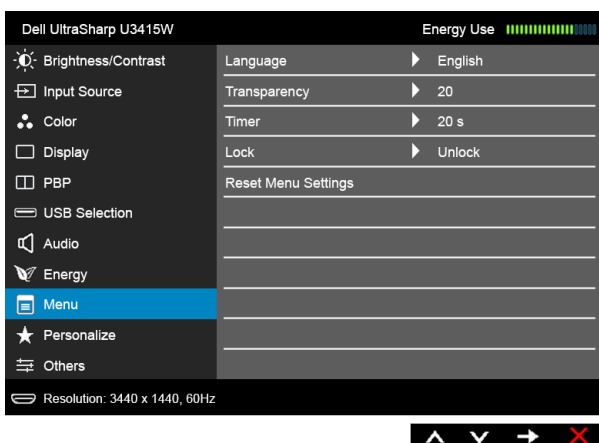 Dell UltraSharp U3415W Energy Use
Brightness/Contrast Language English
Input Source Transparency 20
Color Timer 20 s
Display Lock Unlock
PBP Reset Menu Settings
USB Selection
Audio
Energy
Menu
Personalize
Others
Resolution: 3440 x 1440, 60Hz